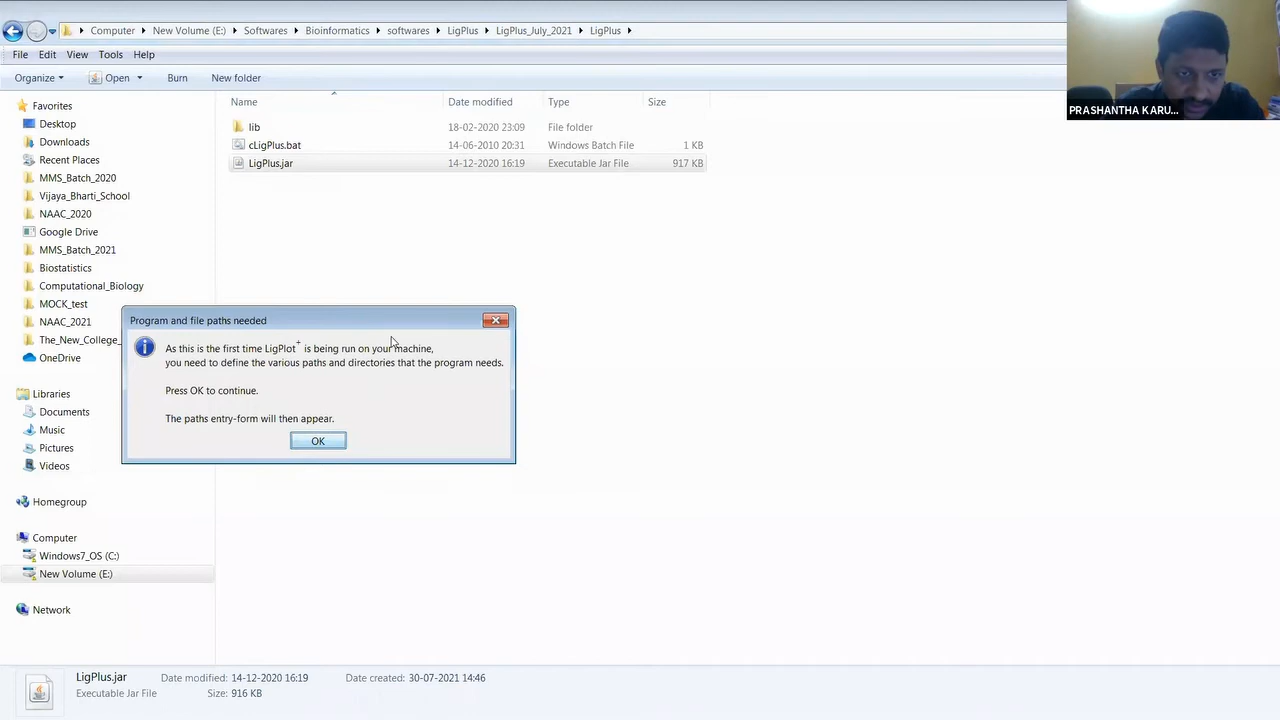 Computer New Volume (E:) Softwares Bioinformatics softwares LigPlus LigPlus_July_2021 LigPlus
PRASHANTHA KARU...
File Edit View Tools Help
Organize Open Burn New folder
Favorites
Desktop
Downloads
Recent Places
MMS_Batch_2020
Vijaya_Bharti_School
NAAC_2020
Google Drive
MMS_Batch_2021
Biostatistics
Computational_Biology
MOCK_test
NAAC_2021
The_New_College_
OneDrive
Libraries
Documents
Music
Pictures
Videos
Homegroup
Computer
Windows7_OS (C:)
New Volume (E:)
Network
Name Date modified Type Size
lib 18-02-2020 23:09 File folder
cLigPlus.bat 14-06-2010 20:31 Windows Batch File 1 KB
LigPlus.jar 14-12-2020 16:19 Executable Jar File 917 KB
Program and file paths needed
As this is the first time LigPlot+ is being run on your machine,
you need to define the various paths and directories that the program needs.
Press OK to continue.
The paths entry-form will then appear.
OK
LigPlus.jar Date modified: 14-12-2020 16:19 Date created: 30-07-2021 14:46
Executable Jar File Size: 916 KB